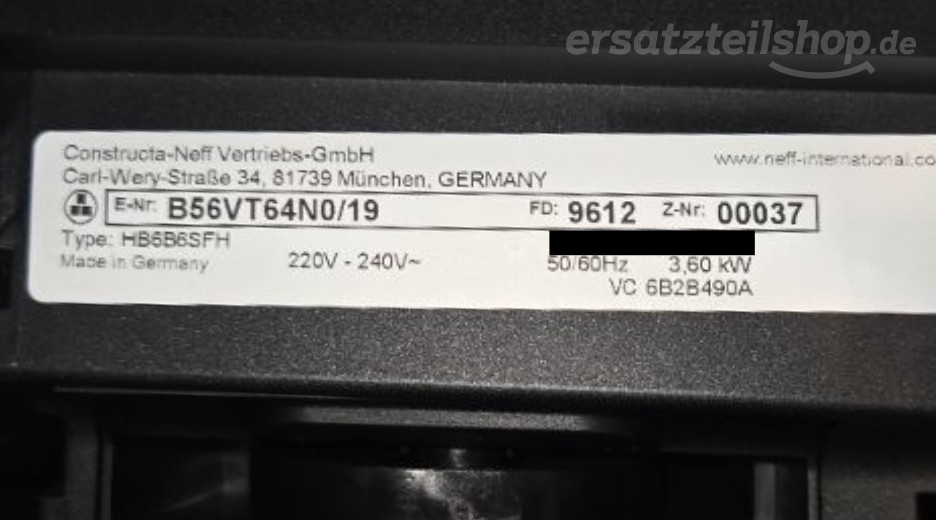 ersatzteilshop.de
Constructa-Neff Vertriebs-GmbH www.neff-international.co
Carl-Wery-Straße 34, 81739 München, GERMANY
E-Nr: B56VT64N0/19 FD: 9612 Z-Nr: 00037
Type: HB6B6SFH
Made in Germany 220V - 240V~ 50/60Hz 3,60 kW
VC 6B2B490A